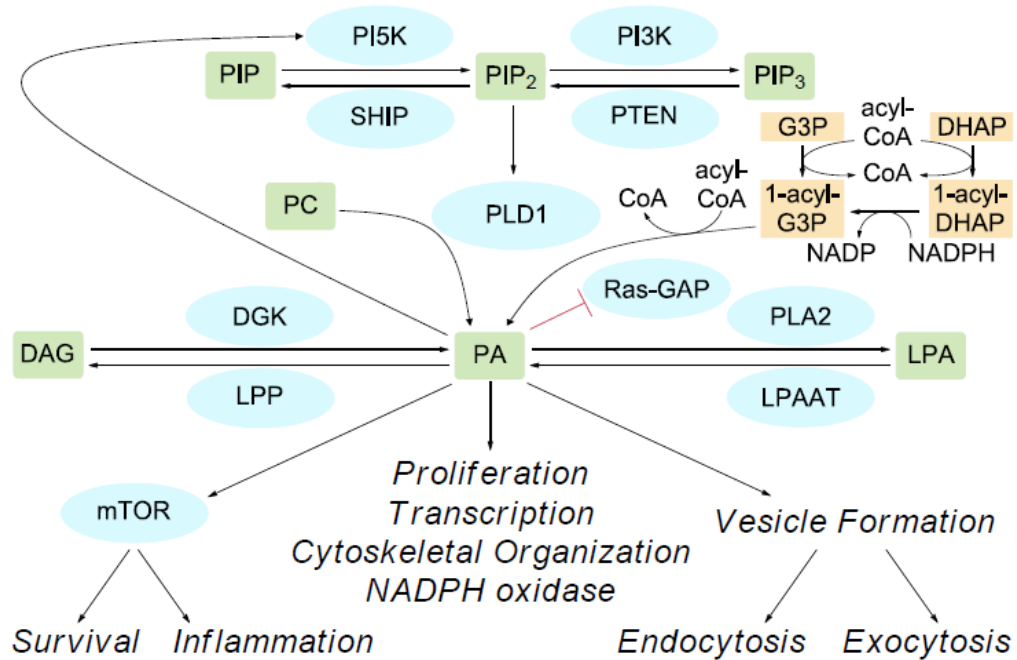 PI5K
PI3K
PIP
PIP₂
PIP₃
SHIP
PTEN
G3P
acyl-
CoA
DHAP
CoA
PC
PLD1
CoA
acyl-
CoA
1-acyl-
G3P
1-acyl-
DHAP
NADP
NADPH
Ras-GAP
DGK
PLA2
DAG
PA
LPA
LPP
LPAAT
mTOR
Proliferation
Transcription
Cytoskeletal Organization
NADPH oxidase
Vesicle Formation
Survival
Inflammation
Endocytosis
Exocytosis